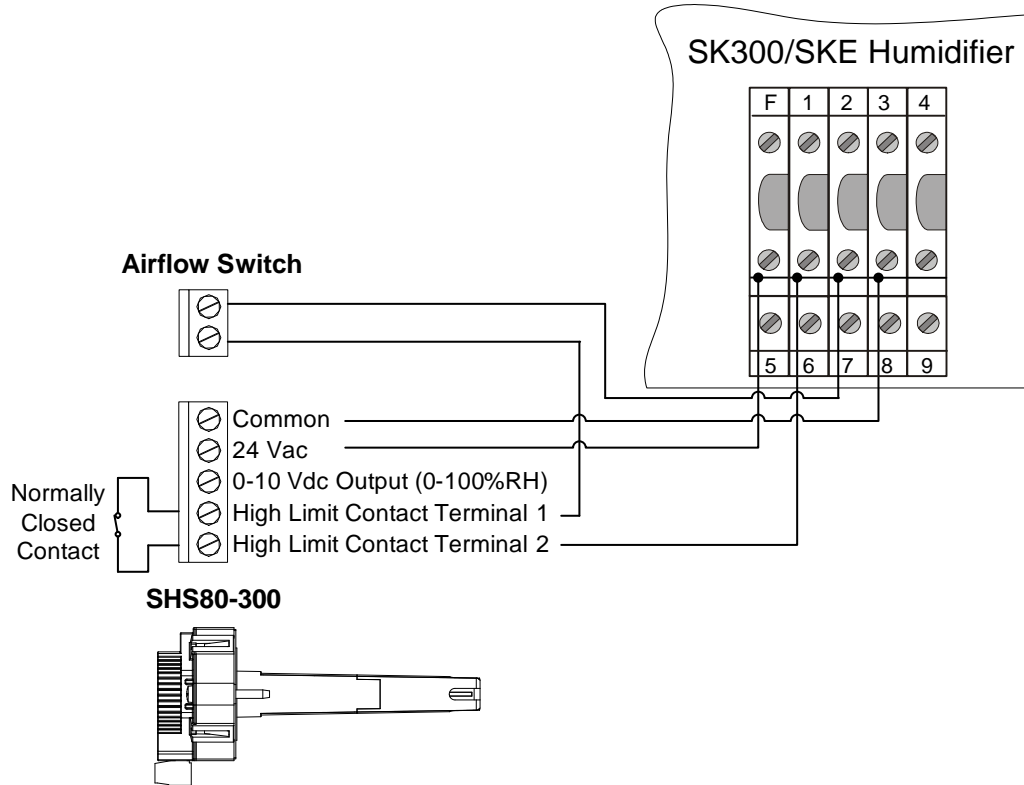 SK300/SKE Humidifier
F 1 2 3 4
5 6 7 8 9
Airflow Switch
Common
24 Vac
0-10 Vdc Output (0-100%RH)
High Limit Contact Terminal 1
High Limit Contact Terminal 2
Normally
Closed
Contact
SHS80-300